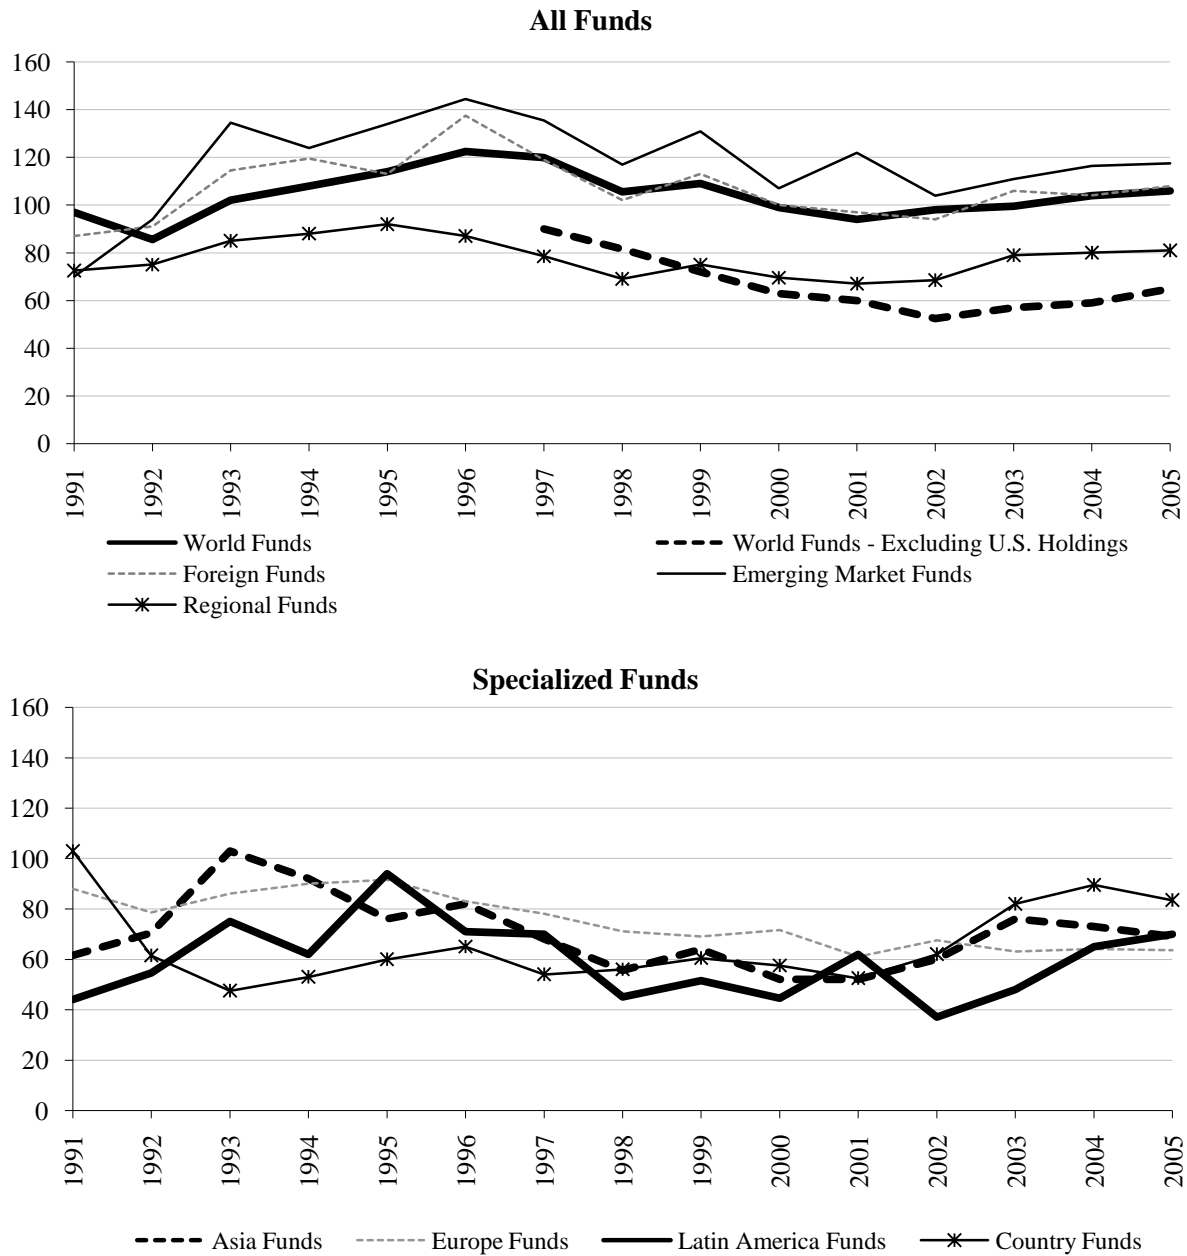 All Funds
160
140
120
100
80
60
40
20
0
1991 1992 1993 1994 1995 1996 1997 1998 1999 2000 2001 2002 2003 2004 2005
World Funds World Funds - Excluding U.S. Holdings
Foreign Funds Emerging Market Funds
Regional Funds
Specialized Funds
160
140
120
100
80
60
40
20
0
1991 1992 1993 1994 1995 1996 1997 1998 1999 2000 2001 2002 2003 2004 2005
Asia Funds Europe Funds Latin America Funds Country Funds